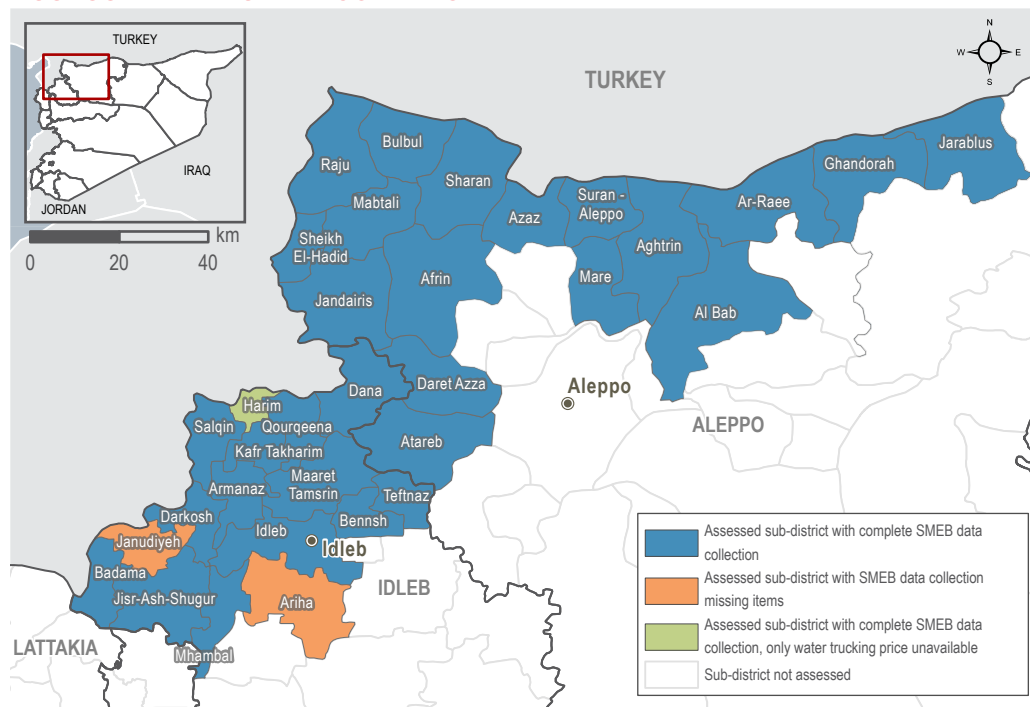 TURKEY
IRAQ
JORDAN
km
0 20 40
N
W E
S
TURKEY
Bulbul
Raju
Sharan
Mabtali
Sheikh
El-Hadid
Afrin
Jandairis
Azaz
Suran -
Aleppo
Mare
Aghtrin
Ar-Raee
Ghandorah
Jarablus
Al Bab
Dana
Daret Azza
Aleppo
ALEPPO
Atareb
Harim
Salqin
Qourqeena
Kafr Takharim
Maaret
Tamsrin
Armanaz
Teftnaz
Bennsh
Darkosh
Idleb
Idleb
Janudiyeh
Badama
Jisr-Ash-Shugur
Ariha
IDLEB
LATTAKIA
Mhambal
Assessed sub-district with complete SMEB data
collection
Assessed sub-district with SMEB data collection
missing items
Assessed sub-district with complete SMEB data
collection, only water trucking price unavailable
Sub-district not assessed